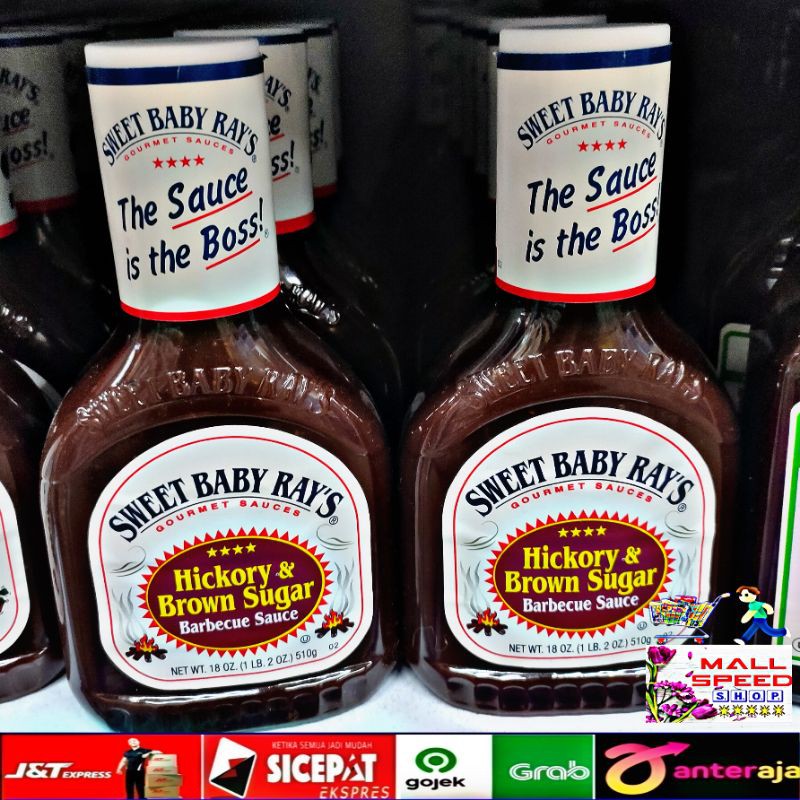 SWEET BABY RAY'S
GOURMET SAUCES
The Sauce
is the Boss!
SWEET BABY RAY'S
SWEET BABY RAY'S
GOURMET SAUCES
Hickory &
Brown Sugar
Barbecue Sauce
NET WT. 18 OZ. (1 LB. 2 OZ.) 510g
02
SWEET BABY RAY'S
GOURMET SAUCES
The Sauce
is the Boss!
SWEET BABY RAY'S
SWEET BABY RAY'S
GOURMET SAUCES
Hickory &
Brown Sugar
Barbecue Sauce
NET WT. 18 OZ. (1 LB. 2 OZ.) 510g
RAY'S
oss!
MALL
SPEED
SHOP
J&T EXPRESS
KETIKA SEMUA JADI MUDAH
SICEPAT
EKSPRES
gojek
Grab
anteraja